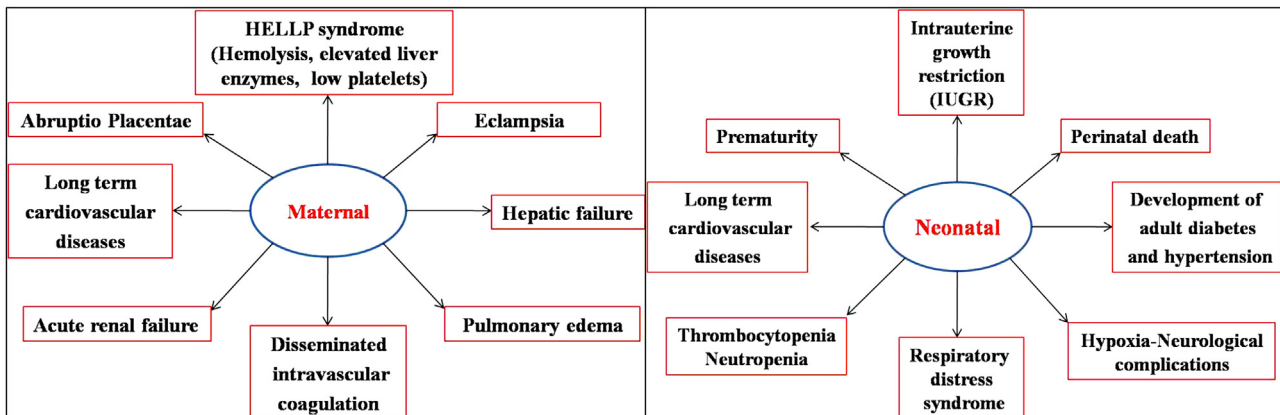 HELLP syndrome
(Hemolysis, elevated liver
enzymes, low platelets)
Abruptio Placentae
Eclampsia
Long term
cardiovascular
diseases
Maternal
Hepatic failure
Acute renal failure
Pulmonary edema
Disseminated
intravascular
coagulation
Intrauterine
growth
restriction
(IUGR)
Prematurity
Perinatal death
Long term
cardiovascular
diseases
Neonatal
Development of
adult diabetes
and hypertension
Thrombocytopenia
Neutropenia
Respiratory
distress
syndrome
Hypoxia-Neurological
complications